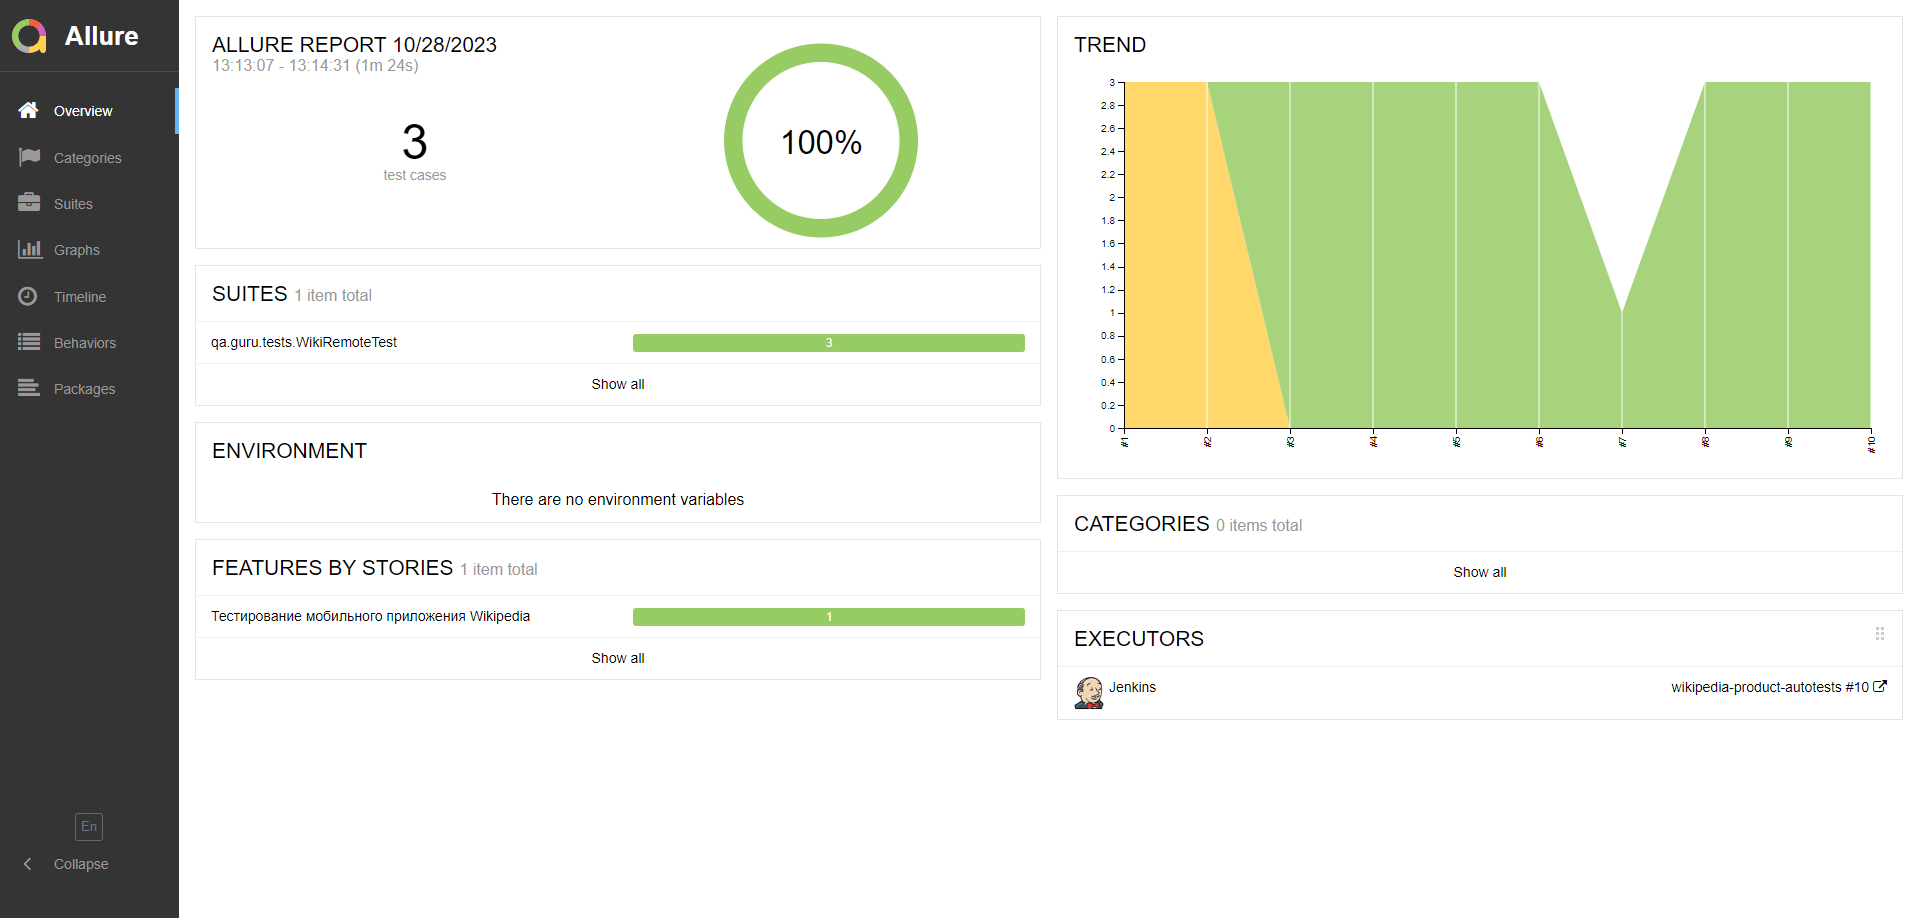 Allure
Overview
Categories
Suites
Graphs
Timeline
Behaviors
Packages
En
Collapse
ALLURE REPORT 10/28/2023
13:13:07 - 13:14:31 (1m 24s)
3
test cases
100%
SUITES 1 item total
qa.guru.tests.WikiRemoteTest
3
Show all
ENVIRONMENT
There are no environment variables
FEATURES BY STORIES 1 item total
Тестирование мобильного приложения Wikipedia
1
Show all
TREND
3
2.8
2.6
2.4
2.2
2
1.8
1.6
1.4
1.2
1
0.8
0.6
0.4
0.2
0
#1
#2
#3
#4
#5
#6
#7
#8
#9
#10
CATEGORIES 0 items total
Show all
EXECUTORS
Jenkins
wikipedia-product-autotests #10